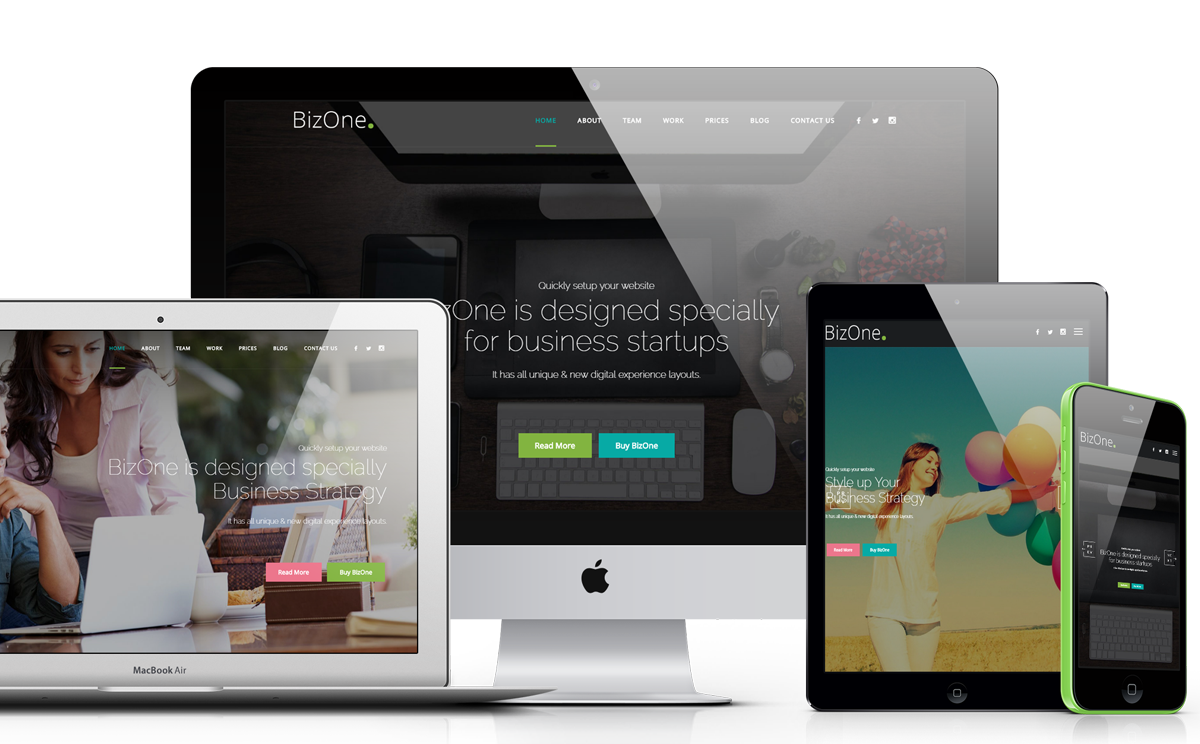 BizOne.
HOME ABOUT TEAM WORK PRICES BLOG CONTACT US
Quickly setup your website
BizOne is designed specially
for business startups
It has all unique & new digital experience layouts.
Read More Buy BizOne
HOME ABOUT TEAM WORK PRICES BLOG CONTACT US
Quickly setup your website
BizOne is designed specially
Business Strategy
It has all unique & new digital experience layouts.
Read More Buy BizOne
MacBook Air
BizOne.
Quickly setup your website
Style up Your
Business Strategy
It has all unique & new digital experience layouts.
Read More Buy BizOne
BizOne.
BizOne is designed specially
for business startups